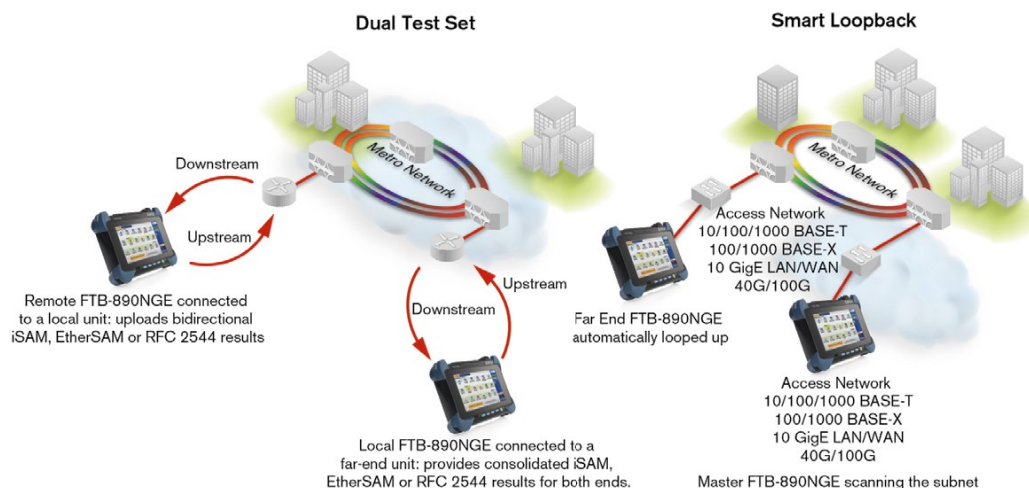 Dual Test Set
Metro Network
Downstream
Upstream
Remote FTB-890NGE connected
to a local unit: uploads bidirectional
iSAM, EtherSAM or RFC 2544 results
Upstream
Downstream
Local FTB-890NGE connected to a
far-end unit: provides consolidated iSAM,
EtherSAM or RFC 2544 results for both ends.
Smart Loopback
Metro Network
Access Network
10/100/1000 BASE-T
100/1000 BASE-X
10 GigE LAN/WAN
40G/100G
Far End FTB-890NGE
automatically looped up
Access Network
10/100/1000 BASE-T
100/1000 BASE-X
10 GigE LAN/WAN
40G/100G
Master FTB-890NGE scanning the subnet